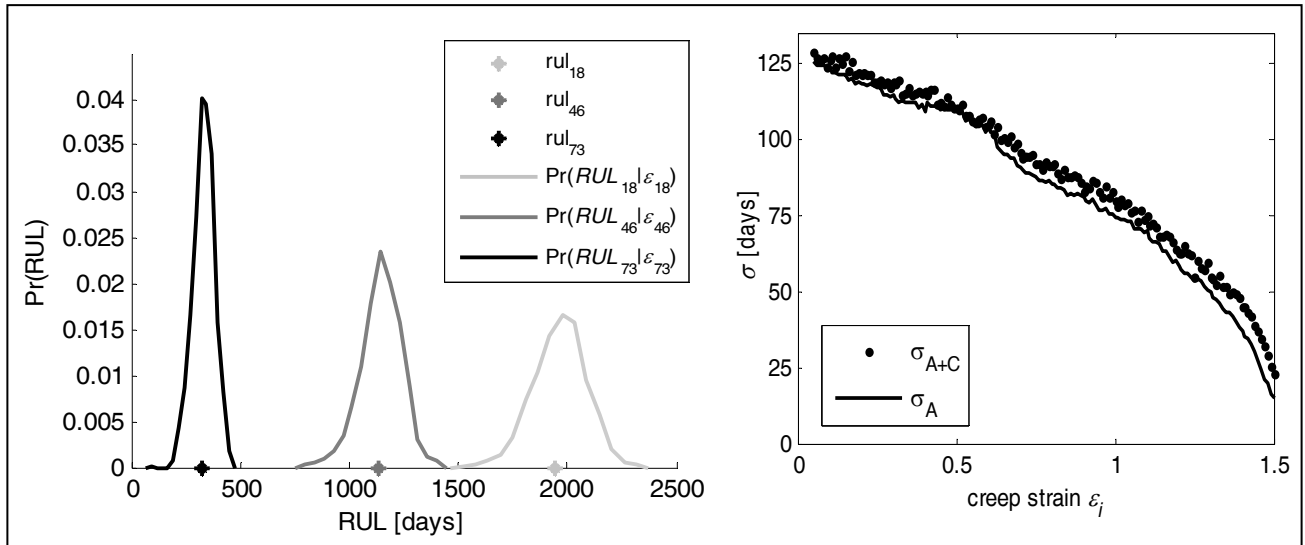 rul18
rul46
rul73
Pr(RUL18|ε18)
Pr(RUL46|ε46)
Pr(RUL73|ε73)
0.04
0.035
0.03
0.025
0.02
0.015
0.01
0.005
0
Pr(RUL)
0 500 1000 1500 2000 2500
RUL [days]
125
100
75
50
25
0
σ [days]
σA+C
σA
0 0.5 1 1.5
creep strain εi